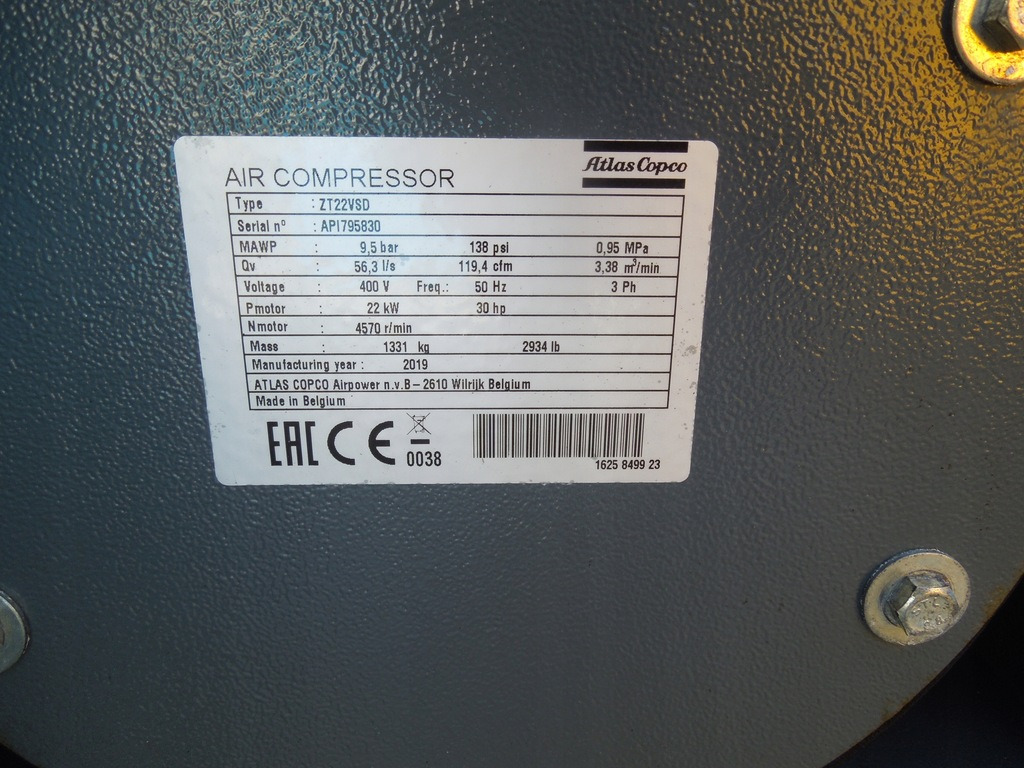 Atlas Copco
AIR COMPRESSOR
Type : ZT22VSD
Serial nº : API795830
MAWP : 9,5 bar 138 psi 0,95 MPa
Qv : 56,3 l/s 119,4 cfm 3,38 m³/min
Voltage : 400 V Freq.: 50 Hz 3 Ph
Pmotor : 22 kW 30 hp
Nmotor : 4570 r/min
Mass : 1331 kg 2934 lb
Manufacturing year : 2019
ATLAS COPCO Airpower n.v.B – 2610 Wilrijk Belgium
Made in Belgium
EAC CE 0038
1625 8499 23